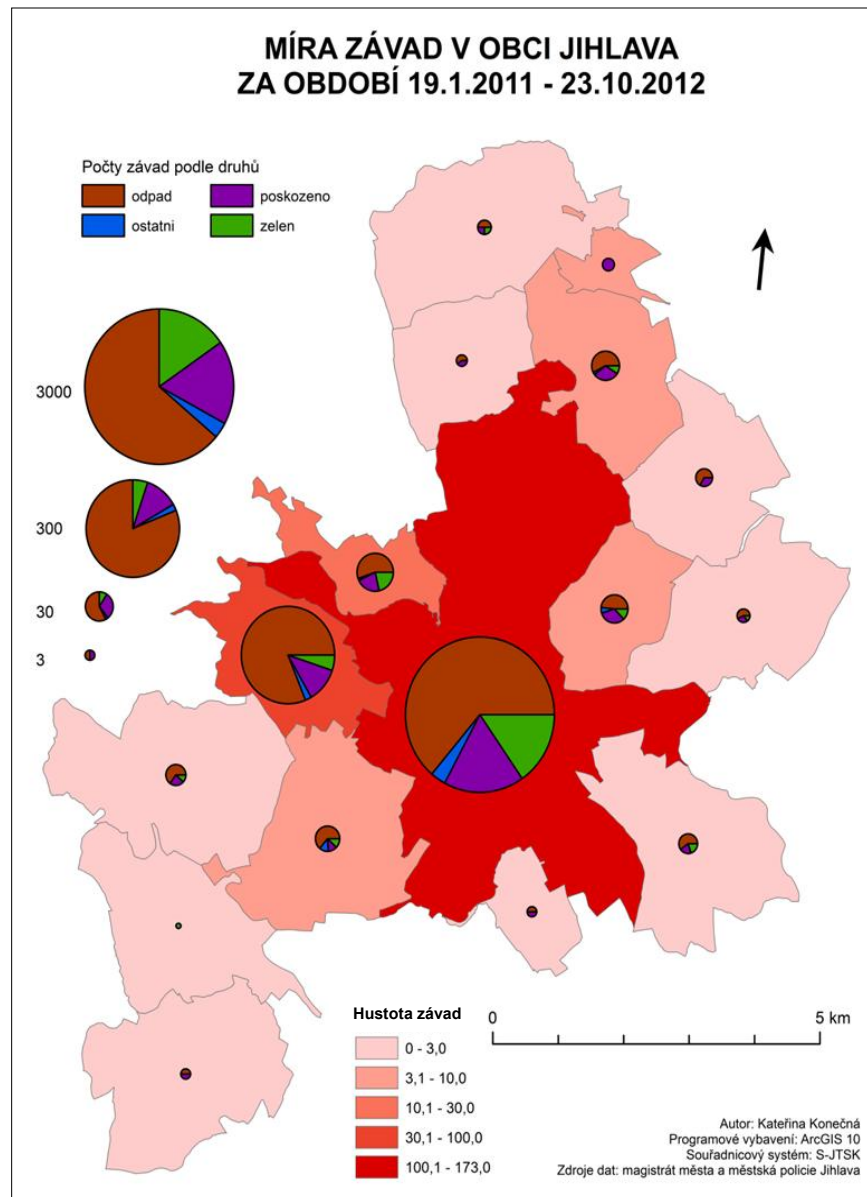 MÍRA ZÁVAD V OBCI JIHLAVA
ZA OBDOBÍ 19.1.2011 - 23.10.2012
Počty závad podle druhů
odpad
poskozeno
ostatni
zelen
3000
300
30
3
Hustota závad
0 - 3,0
3,1 - 10,0
10,1 - 30,0
30,1 - 100,0
100,1 - 173,0
0
5 km
Autor: Kateřina Konečná
Programové vybavení: ArcGIS 10
Souřadnicový systém: S-JTSK
Zdroje dat: magistrát města a městská policie Jihlava